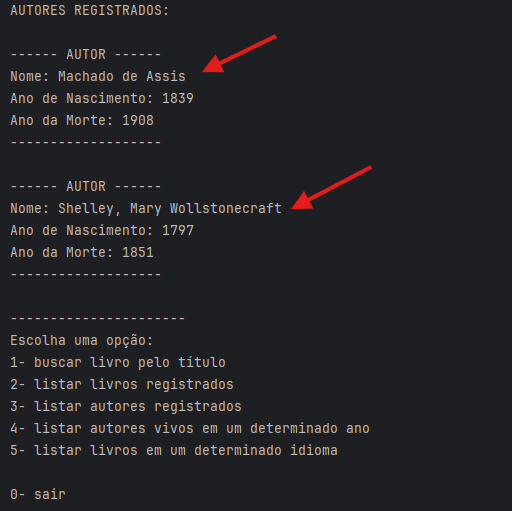 AUTORES REGISTRADOS:
------ AUTOR ------
Nome: Machado de Assis
Ano de Nascimento: 1839
Ano da Morte: 1908
-------------------
------ AUTOR ------
Nome: Shelley, Mary Wollstonecraft
Ano de Nascimento: 1797
Ano da Morte: 1851
-------------------
----------------------
Escolha uma opção:
1- buscar livro pelo título
2- listar livros registrados
3- listar autores registrados
4- listar autores vivos em um determinado ano
5- listar livros em um determinado idioma
0- sair